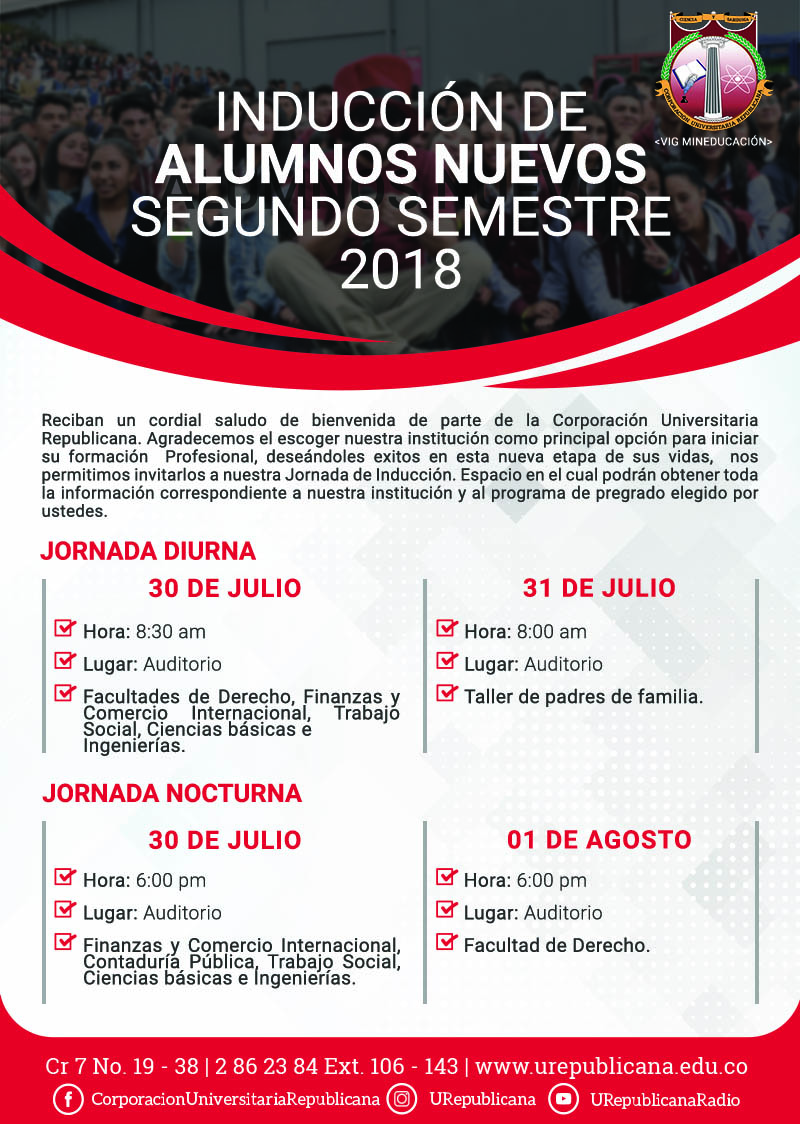 CIENCIA Y SABIDURIA
CORPORACION UNIVERSITARIA REPUBLICANA
<VIG MINEDUCACIÓN>
INDUCCIÓN DE
ALUMNOS NUEVOS
SEGUNDO SEMESTRE
2018
Reciban un cordial saludo de bienvenida de parte de la Corporación Universitaria
Republicana. Agradecemos el escoger nuestra institución como principal opción para iniciar
su formación Profesional, deseándoles exitos en esta nueva etapa de sus vidas, nos
permitimos invitarlos a nuestra Jornada de Inducción. Espacio en el cual podrán obtener toda
la información correspondiente a nuestra institución y al programa de pregrado elegido por
ustedes.
JORNADA DIURNA
30 DE JULIO
Hora: 8:30 am
Lugar: Auditorio
Facultades de Derecho, Finanzas y
Comercio Internacional, Trabajo
Social, Ciencias básicas e
Ingenierías.
31 DE JULIO
Hora: 8:00 am
Lugar: Auditorio
Taller de padres de familia.
JORNADA NOCTURNA
30 DE JULIO
Hora: 6:00 pm
Lugar: Auditorio
Finanzas y Comercio Internacional,
Contaduría Pública, Trabajo Social,
Ciencias básicas e Ingenierías.
01 DE AGOSTO
Hora: 6:00 pm
Lugar: Auditorio
Facultad de Derecho.
Cr 7 No. 19 - 38 | 2 86 23 84 Ext. 106 - 143 | www.urepublicana.edu.co
CorporacionUniversitariaRepublicana URepublicana URepublicanaRadio